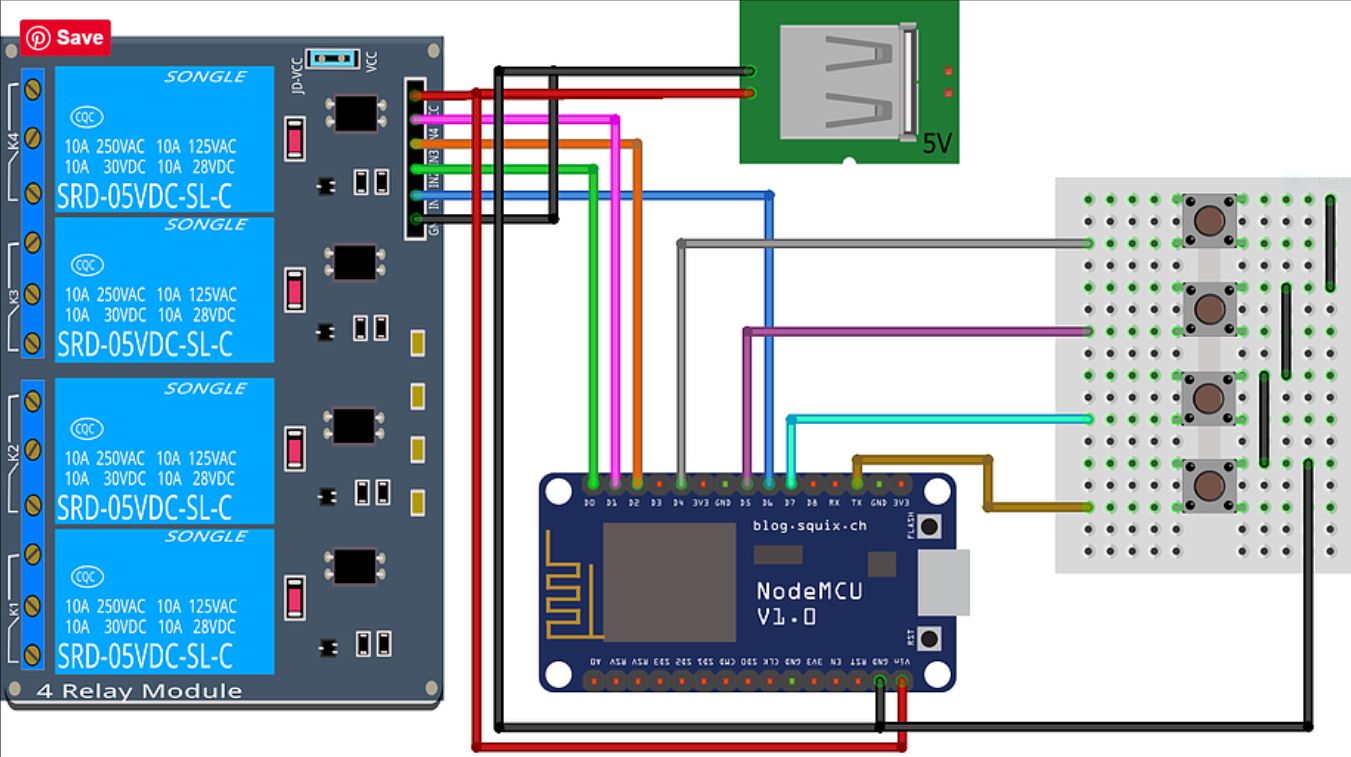 Save
JD-VCC
VCC
SONGLE
CQC
10A 250VAC 10A 125VAC
10A 30VDC 10A 28VDC
SRD-05VDC-SL-C
K4
SONGLE
CQC
10A 250VAC 10A 125VAC
10A 30VDC 10A 28VDC
SRD-05VDC-SL-C
K3
SONGLE
CQC
10A 250VAC 10A 125VAC
10A 30VDC 10A 28VDC
SRD-05VDC-SL-C
K2
SONGLE
CQC
10A 250VAC 10A 125VAC
10A 30VDC 10A 28VDC
SRD-05VDC-SL-C
K1
4 Relay Module
5V
D0 D1 D2 D3 D4 3V3 GND D5 D6 D7 D8 RX TX GND 3V3
blog.squix.ch
FLASH
NodeMCU
V1.0
RST
A0 RSV RSV SD3 SD2 SD1 CMD SD0 CLK GND 3V3 EN RST GND Vin